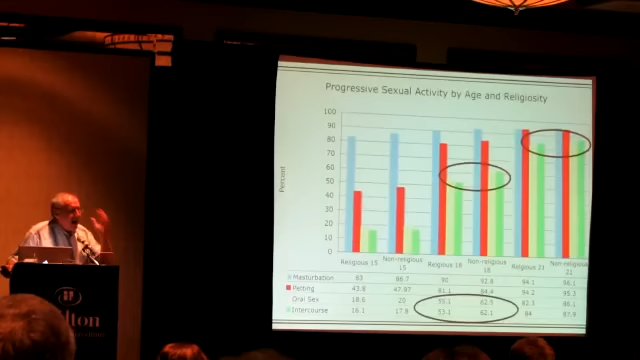 Progressive Sexual Activity by Age and Religiosity
100
90
80
70
60
50
40
30
20
10
0
Percent
Religious 15 Non-religious 15 Religious 18 Non-religious 18 Religious 21 Non-religious 21
Masturbation 83 86.7 90 92.8 94.1 96.1
Petting 43.8 47.97 81.1 84.4 94.2 95.3
Oral Sex 18.6 20 62.5 82.3 86.1
Intercourse 16.1 17.8 53.1 62.1 84 87.9
Hilton